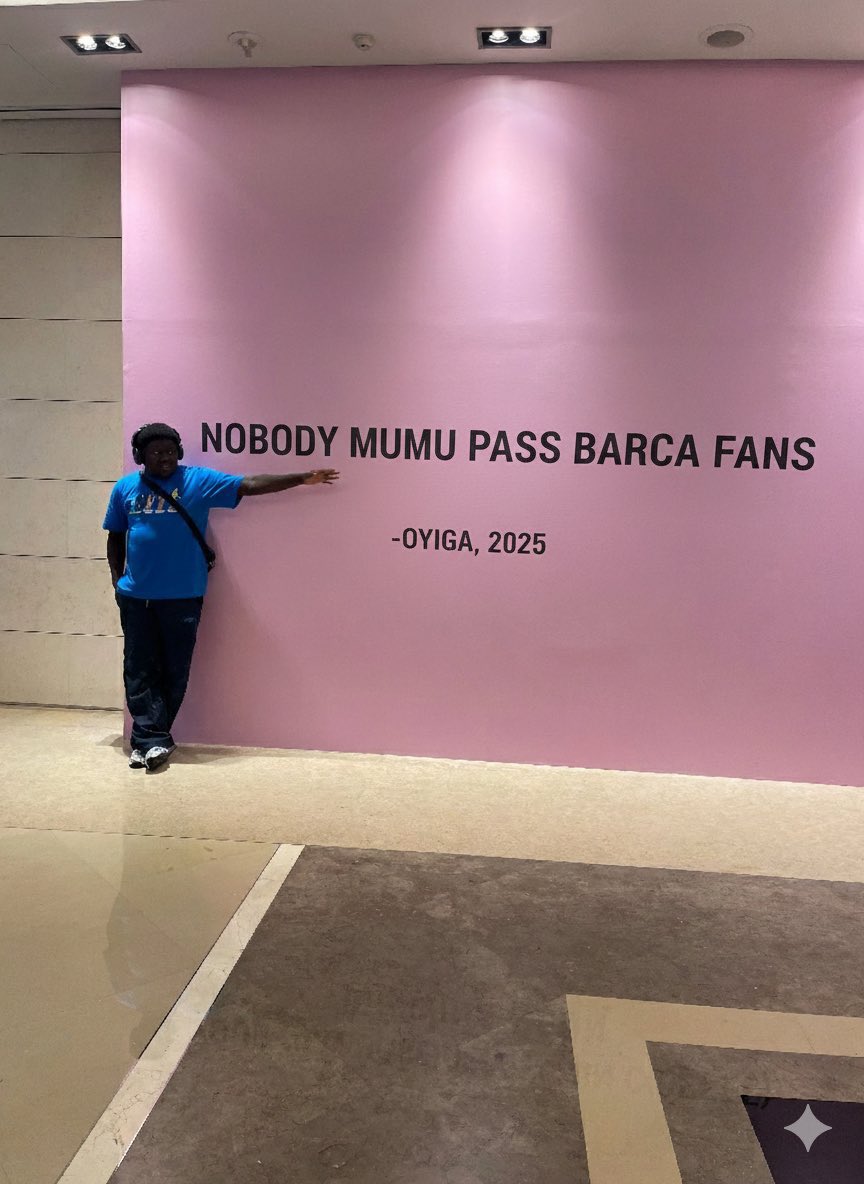 NOBODY MUMU PASS BARCA FANS
-OYIGA, 2025